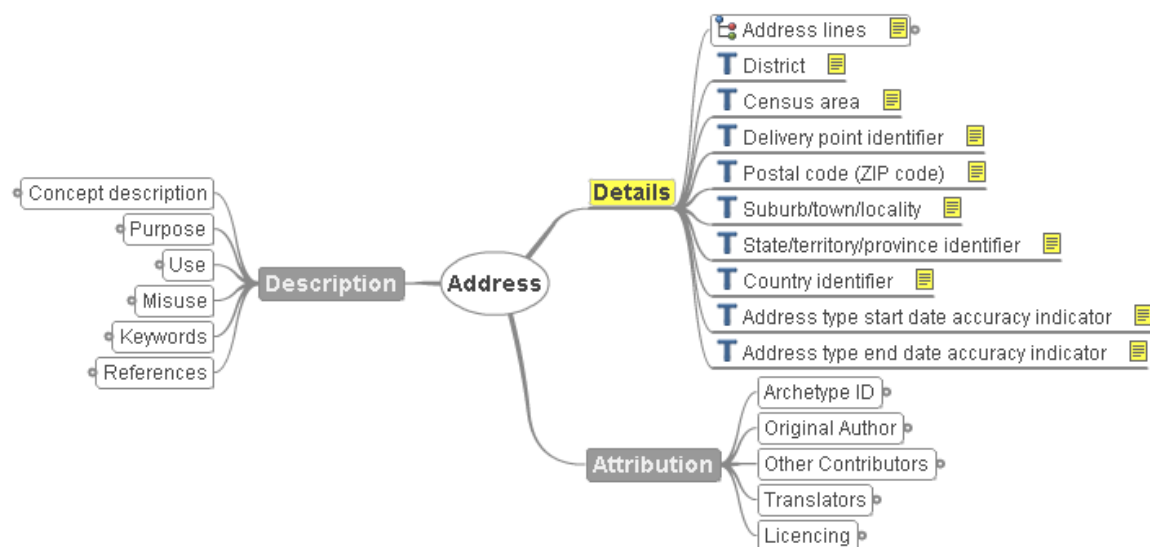 Address lines
District
Census area
Delivery point identifier
Postal code (ZIP code)
Details
Suburb/town/locality
State/territory/province identifier
Country identifier
Address type start date accuracy indicator
Address type end date accuracy indicator
Concept description
Purpose
Use
Misuse
Keywords
References
Description
Address
Archetype ID
Original Author
Other Contributors
Attribution
Translators
Licencing